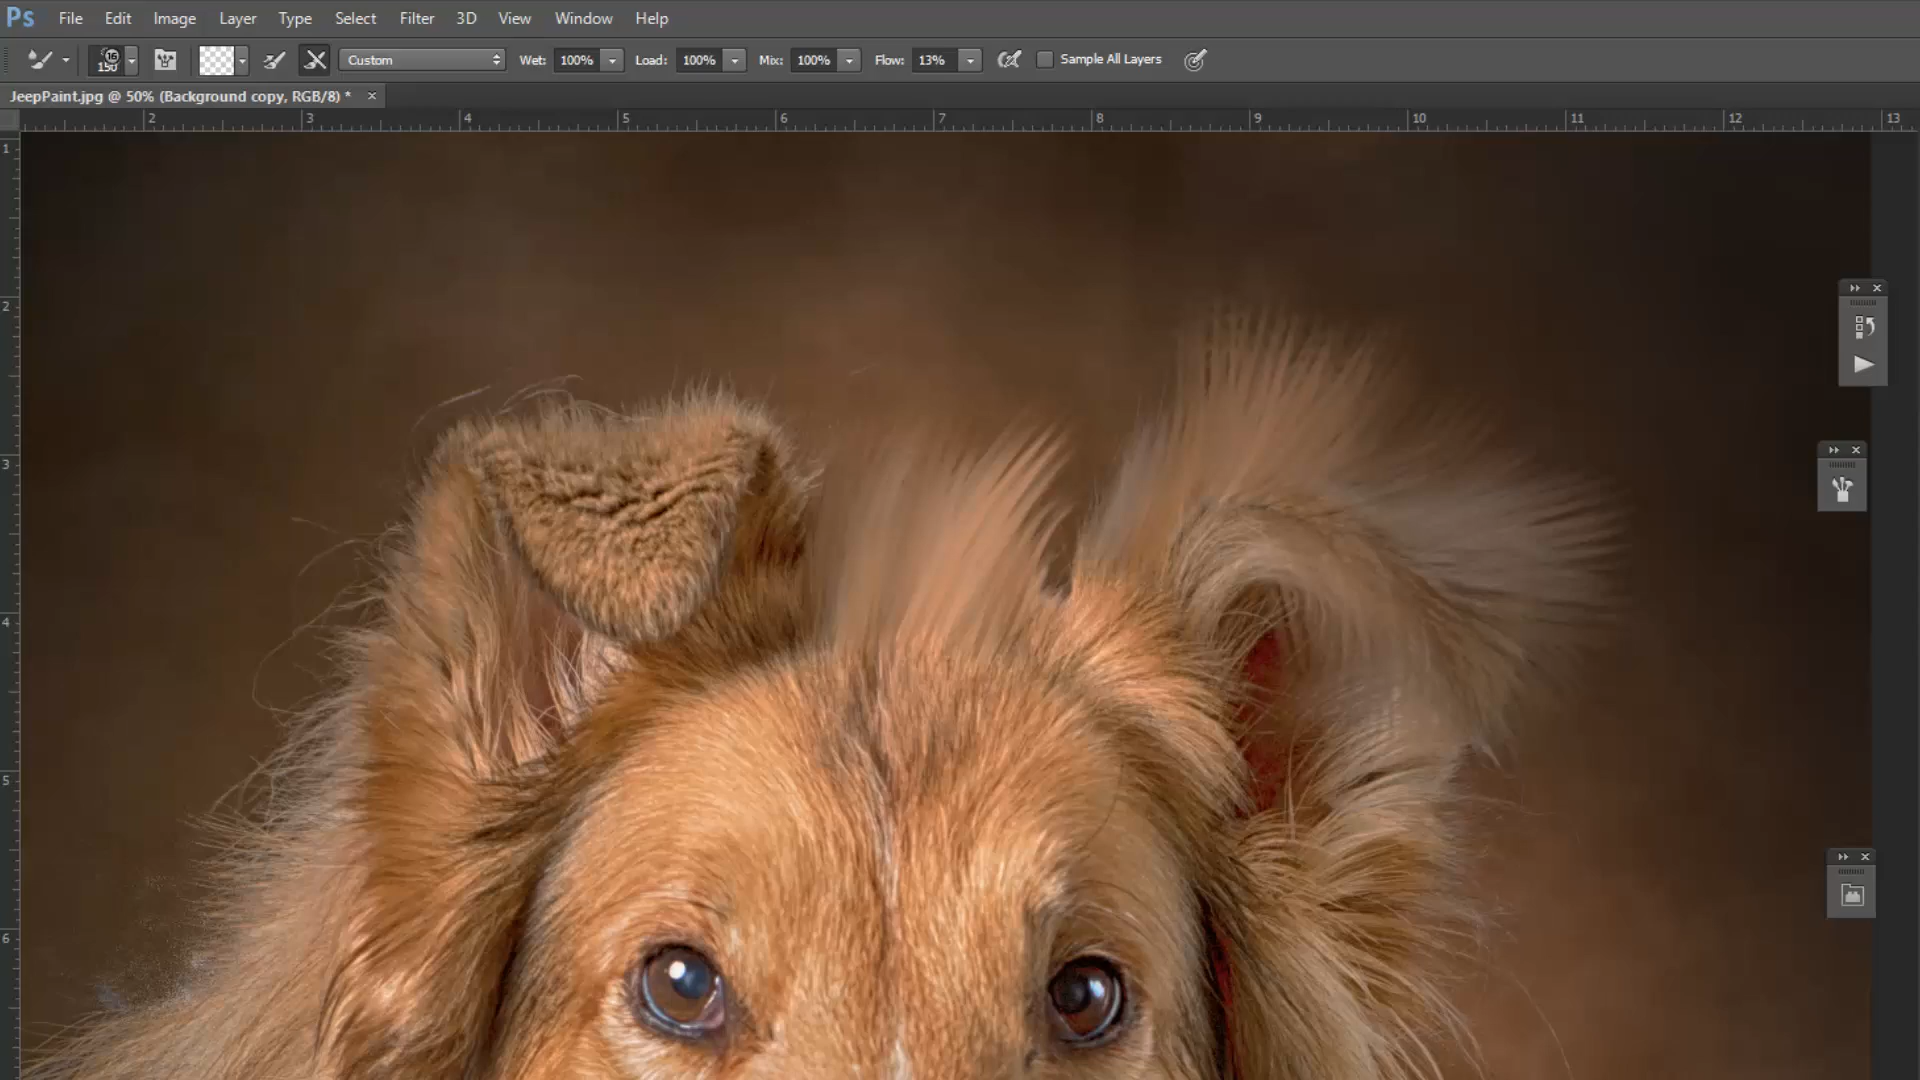 Ps File Edit Image Layer Type Select Filter 3D View Window Help
16 150 Custom Wet: 100% Load: 100% Mix: 100% Flow: 13% Sample All Layers
JeepPaint.jpg @ 50% (Background copy, RGB/8) * ×
2 3 4 5 6 7 8 9 10 11 12 13
1
2
3
4
5
6